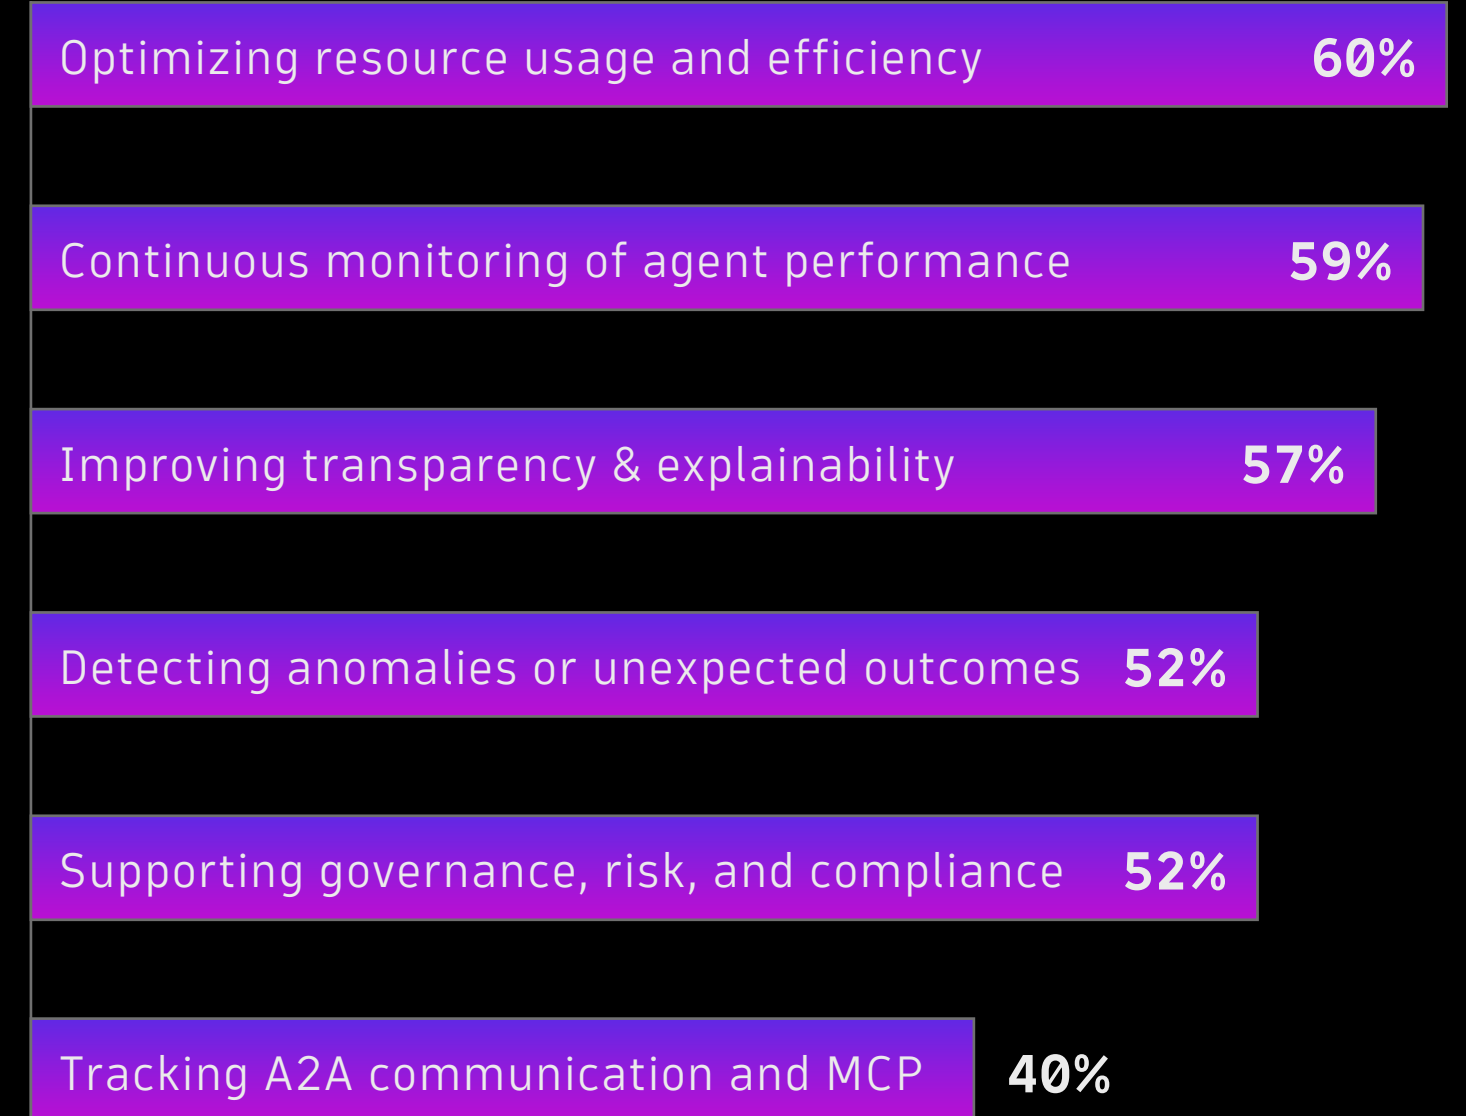 Optimizing resource usage and efficiency 60%
Continuous monitoring of agent performance 59%
Improving transparency & explainability 57%
Detecting anomalies or unexpected outcomes 52%
Supporting governance, risk, and compliance 52%
Tracking A2A communication and MCP 40%